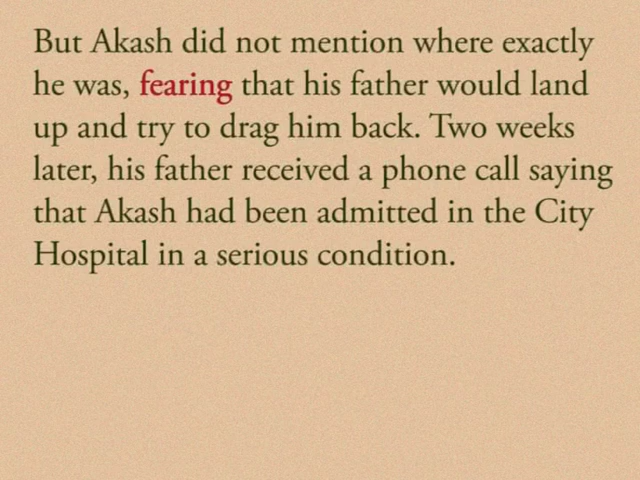 But Akash did not mention where exactly
he was, fearing that his father would land
up and try to drag him back. Two weeks
later, his father received a phone call saying
that Akash had been admitted in the City
Hospital in a serious condition.